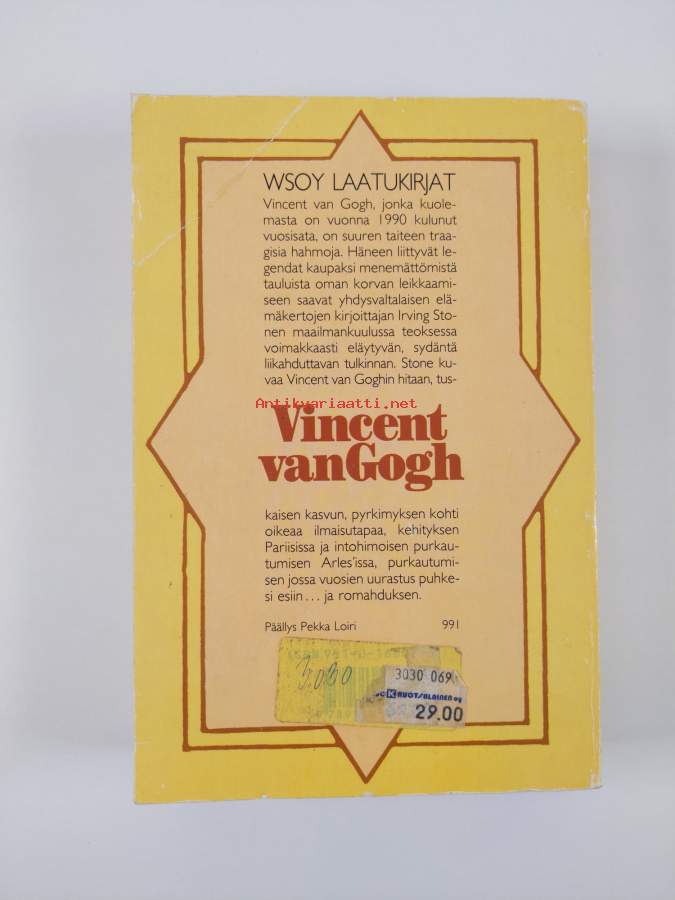 WSOY LAATUKIRJAT
Vincent van Gogh, jonka kuole-
masta on vuonna 1990 kulunut
vuosisata, on suuren taiteen traa-
gisia hahmoja. Häneen liittyvät le-
gendat kaupaksi menemättömistä
tauluista oman korvan leikkaami-
seen saavat yhdysvaltalaisen elä-
mäkertojen kirjoittajan Irving Sto-
nen maailmankuulussa teoksessa
voimakkaasti eläytyvän, sydäntä
liikahduttavan tulkinnan. Stone ku-
vaa Vincent van Goghin hitaan, tus-
Antikvariaatti.net
Vincent
vanGogh
kaisen kasvun, pyrkimyksen kohti
oikeaa ilmaisutapaa, kehityksen
Pariisissa ja intohimoisen purkau-
tumisen Arles'issa, purkautumi-
sen jossa vuosien uurastus puhke-
si esiin... ja romahduksen.
Päällys Pekka Loiri 991
3030 069
29.00